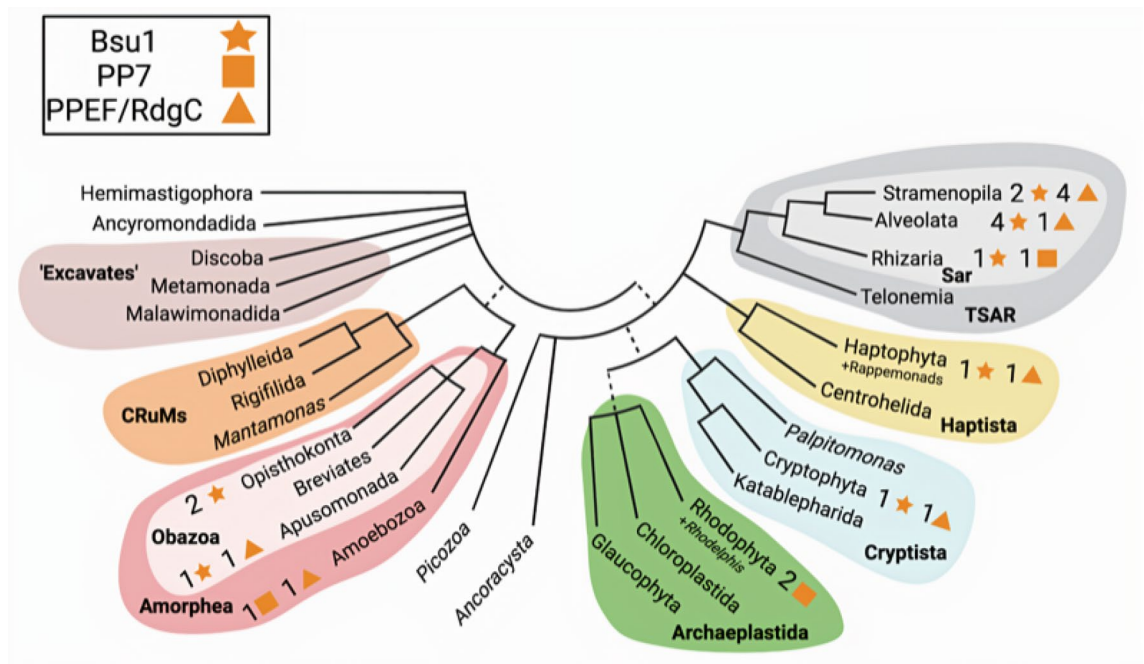 Bsu1
PP7
PPEF/RdgC
Hemimastigophora
Ancyromondadida
Discoba
'Excavates'
Metamonada
Malawimonadida
Diphylleida
Rigifilida
CRuMs
Mantamonas
Opisthokonta
2
Breviates
Apusomonada
Obazoa
1 1
Amoebozoa
Amorphea
1 1
Picozoa
Ancoracysta
Glaucophyta
Chloroplastida
Rhodophyta
+Rhodelphis
2
Archaeplastida
Palpitomonas
Cryptophyta
1 1
Katablepharida
Cryptista
Haptophyta
+Rappemonads
1 1
Centrohelida
Haptista
Stramenopila 2 4
Alveolata 4 1
Rhizaria 1 1
Sar
Telonemia
TSAR